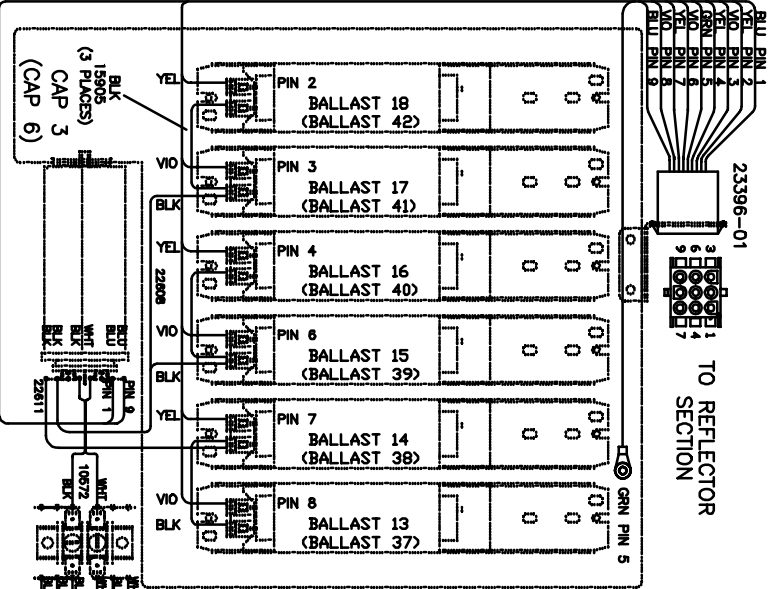 BLU PIN 1
YEL PIN 2
VIO PIN 3
YEL PIN 4
GRN PIN 5
VIO PIN 6
YEL PIN 7
VIO PIN 8
BLU PIN 9
23396-01
3 6 9
1 4 7
TO REFLECTOR
SECTION
GRN PIN 5
BLK
15905
(3 PLACES)
CAP 3
(CAP 6)
YEL
PIN 2
BALLAST 18
(BALLAST 42)
VIO
BLK
PIN 3
BALLAST 17
(BALLAST 41)
YEL
PIN 4
BALLAST 16
(BALLAST 40)
22608
VIO
BLK
PIN 6
BALLAST 15
(BALLAST 39)
YEL
PIN 7
BALLAST 14
(BALLAST 38)
VIO
BLK
PIN 8
BALLAST 13
(BALLAST 37)
BLU
BLU
WHT
BLK
BLK
BLK
PIN 9
PIN 1
22611
WHT
10572
BLK